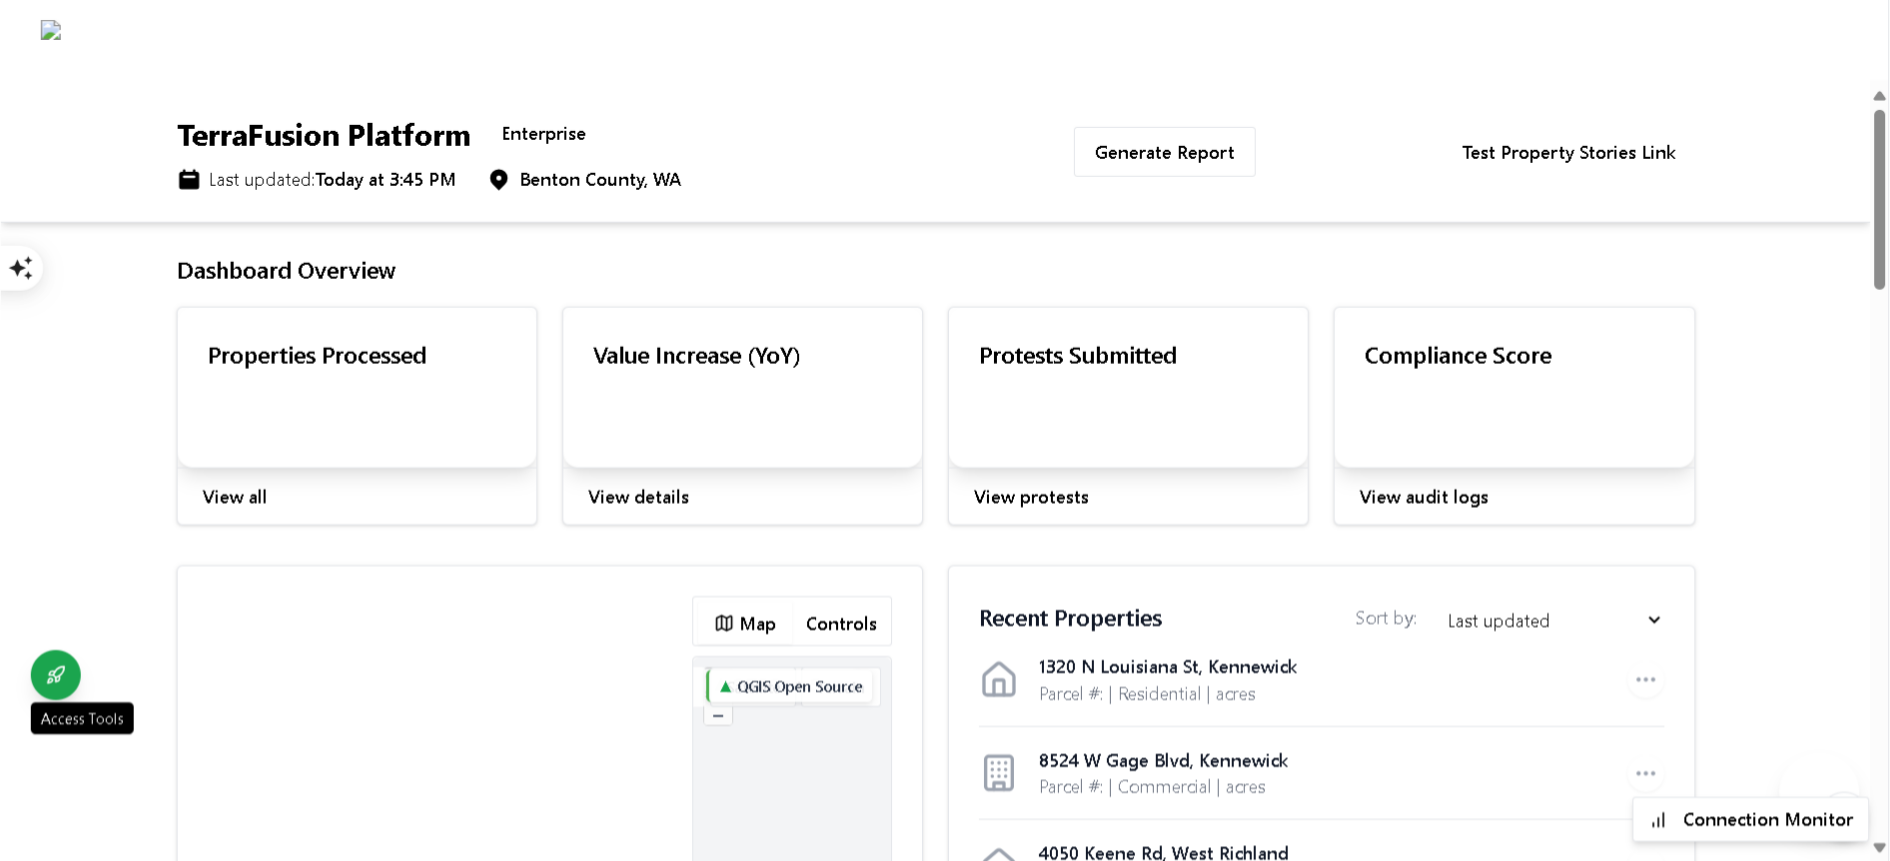 TerraFusion Platform Enterprise
Last updated:Today at 3:45 PM Benton County, WA
Generate Report
Test Property Stories Link
Dashboard Overview
Properties Processed
View all
Value Increase (YoY)
View details
Protests Submitted
View protests
Compliance Score
View audit logs
Map Controls
QGIS Open Source
Recent Properties
Sort by: Last updated
1320 N Louisiana St, Kennewick
Parcel #: | Residential | acres
8524 W Gage Blvd, Kennewick
Parcel #: | Commercial | acres
4050 Keene Rd, West Richland
Access Tools
Connection Monitor